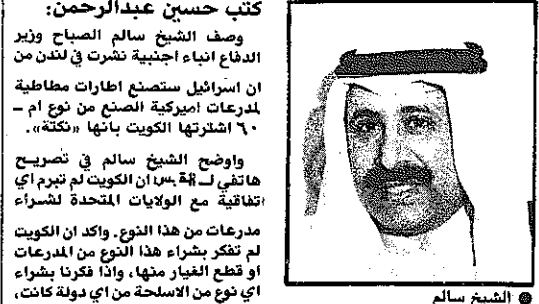 كتب حسين عبدالرحمن:
وصف الشيخ سالم الصباح وزير
الدفاع انباء اجنبية نشرت في لندن من
ان اسرائيل ستصنع اطارات مطاطية
لمدرعات اميركية الصنع من نوع ام –
٦٠ اشترتها الكويت بانها «نكتة».
واوضح الشيخ سالم في تصريح
هاتفي لـ القبس ان الكويت لم تبرم اي
اتفاقية مع الولايات المتحدة لشراء
مدرعات من هذا النوع. واكد ان الكويت
لم تفكر بشراء هذا النوع من المدرعات
او قطع الغيار منها، واذا فكرنا بشراء
اي نوع من الاسلحة من اي دولة كانت،
الشيخ سالم